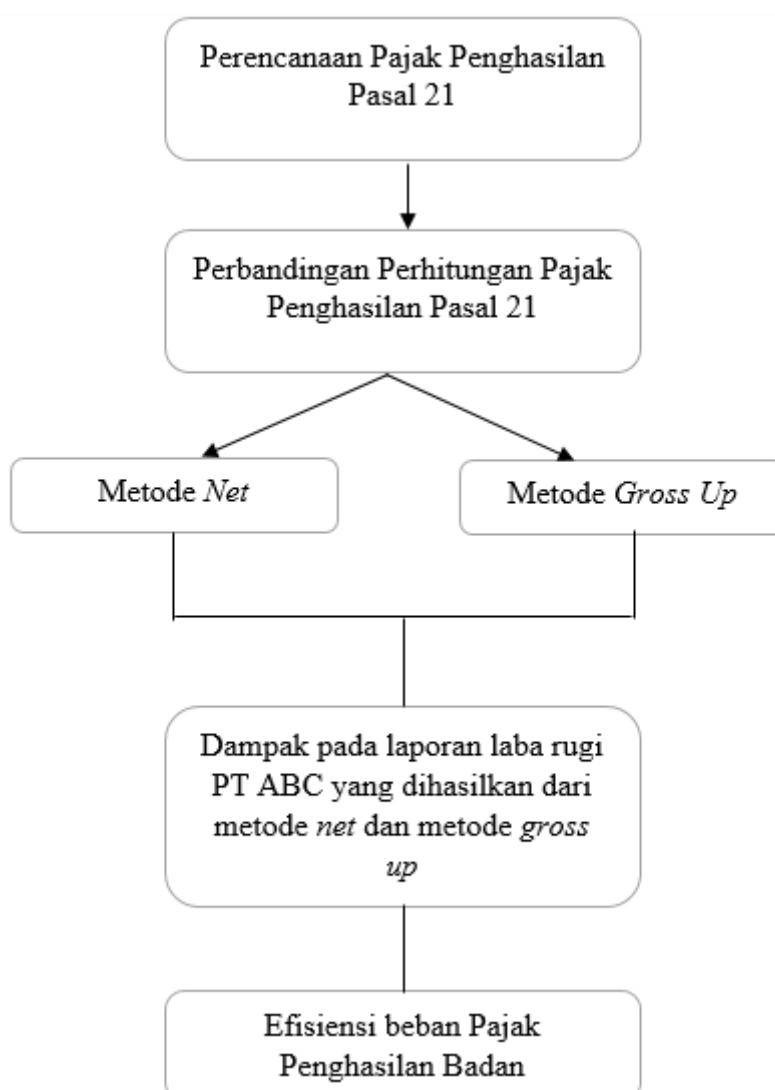 Perencanaan Pajak Penghasilan
Pasal 21
Perbandingan Perhitungan Pajak
Penghasilan Pasal 21
Metode Net
Metode Gross Up
Dampak pada laporan laba rugi
PT ABC yang dihasilkan dari
metode net dan metode gross
up
Efisiensi beban Pajak
Penghasilan Badan